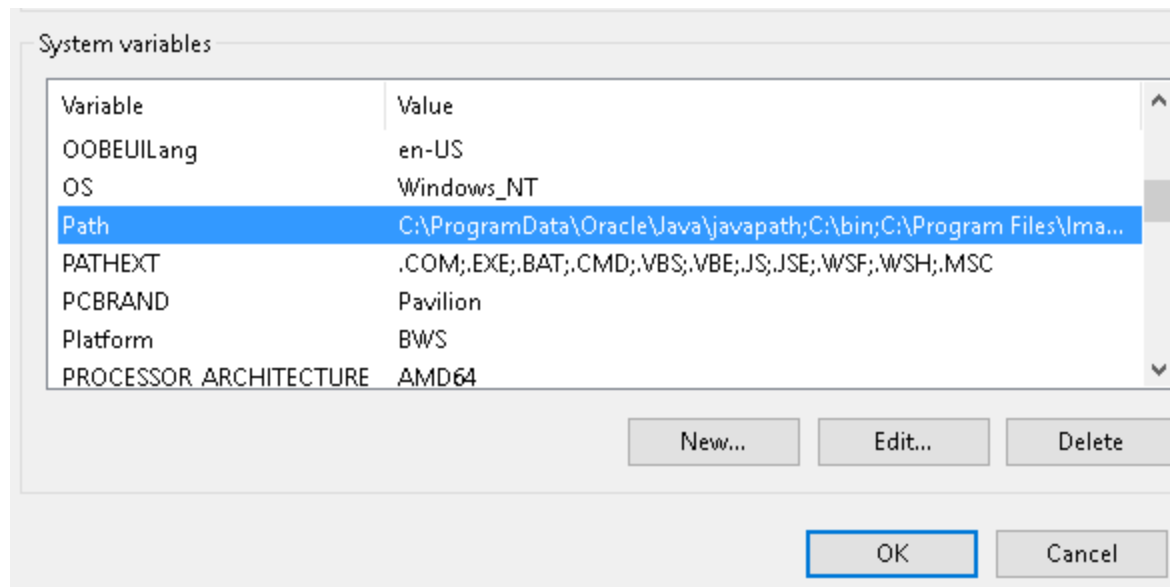 System variables
Variable Value
OOBEUILang en-US
OS Windows_NT
Path C:\ProgramData\Oracle\Java\javapath;C:\bin;C:\Program Files\Ima...
PATHEXT .COM;.EXE;.BAT;.CMD;.VBS;.VBE;.JS;.JSE;.WSF;.WSH;.MSC
PCBRAND Pavilion
Platform BWS
PROCESSOR_ARCHITECTURE AMD64
New... Edit... Delete
OK Cancel